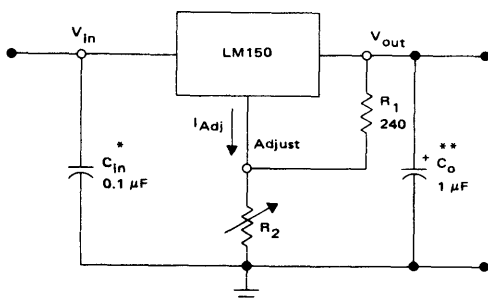 Vin
LM150
Vout
IAdj
Adjust
R1
240
*
Cin
0.1 μF
R2
**
+ Co
1 μF